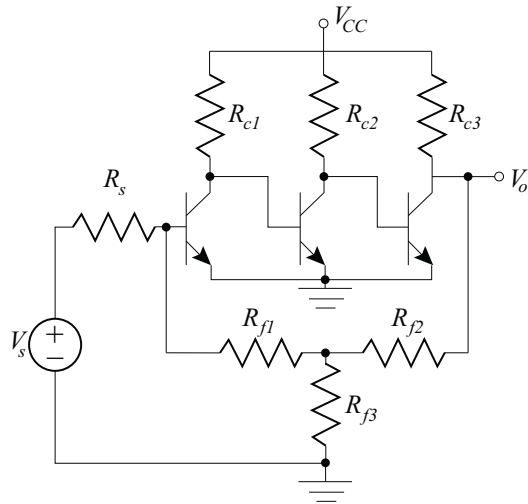 V_CC
R_c1
R_c2
R_c3
R_s
V_o
R_f1
R_f2
V_s
+
−
R_f3